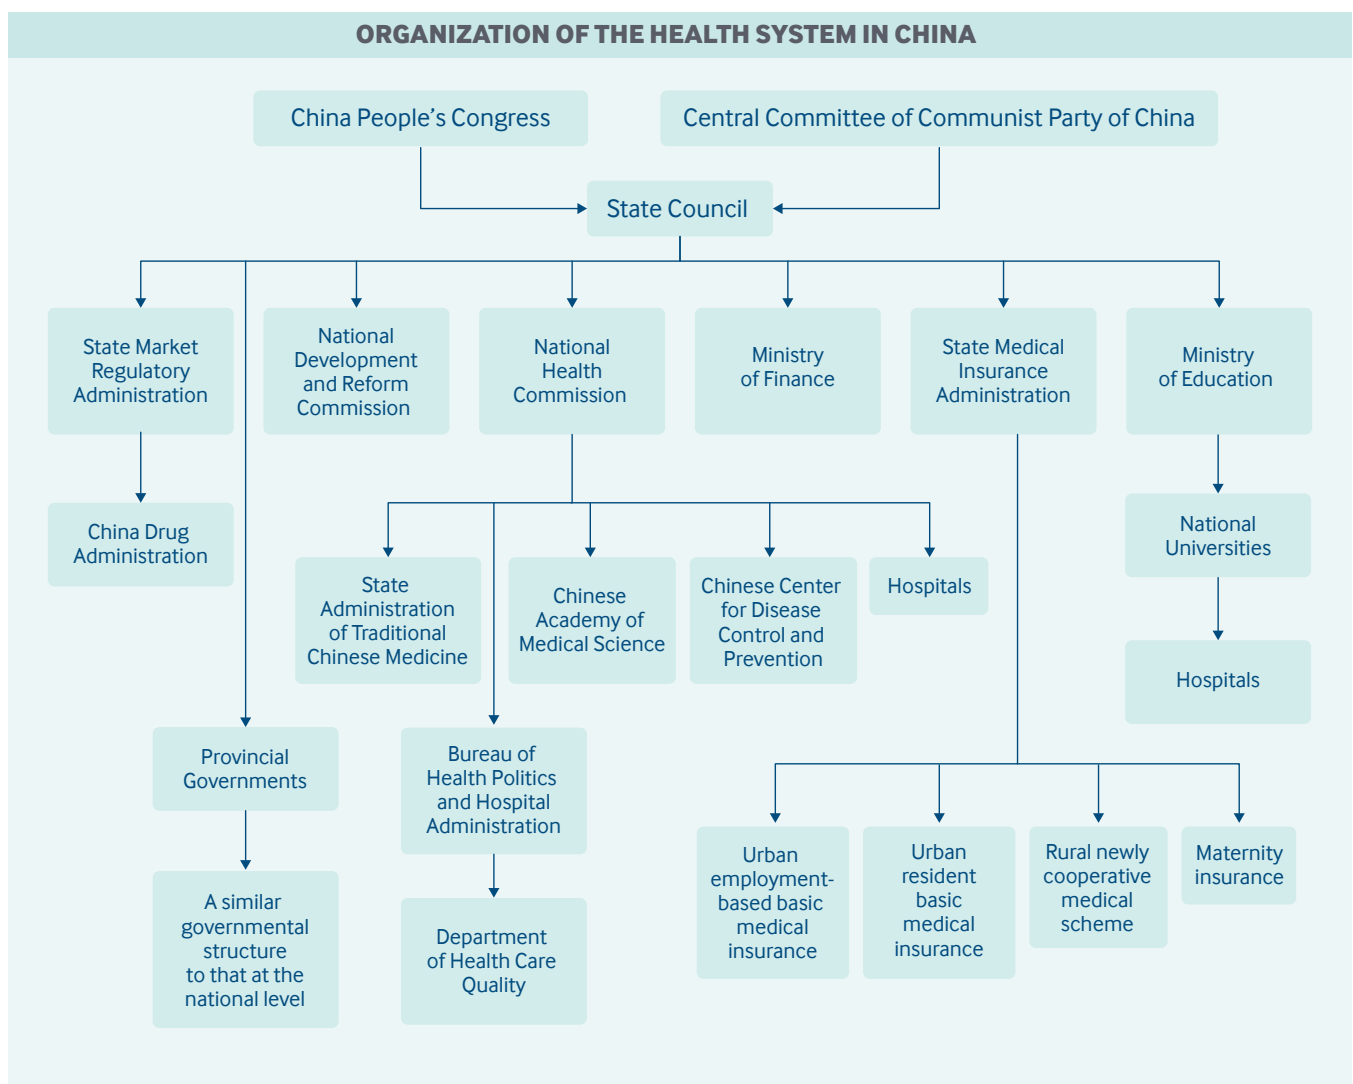 ORGANIZATION OF THE HEALTH SYSTEM IN CHINA
China People's Congress
Central Committee of Communist Party of China
State Council
State Market
Regulatory
Administration
National
Development
and Reform
Commission
National
Health
Commission
Ministry
of Finance
State Medical
Insurance
Administration
Ministry
of Education
China Drug
Administration
National
Universities
State
Administration
of Traditional
Chinese Medicine
Chinese
Academy of
Medical Science
Chinese Center
for Disease
Control and
Prevention
Hospitals
Hospitals
Provincial
Governments
Bureau of
Health Politics
and Hospital
Administration
Urban
employment-
based basic
medical
insurance
Urban
resident
basic
medical
insurance
Rural newly
cooperative
medical
scheme
Maternity
insurance
A similar
governmental
structure
to that at the
national level
Department
of Health Care
Quality